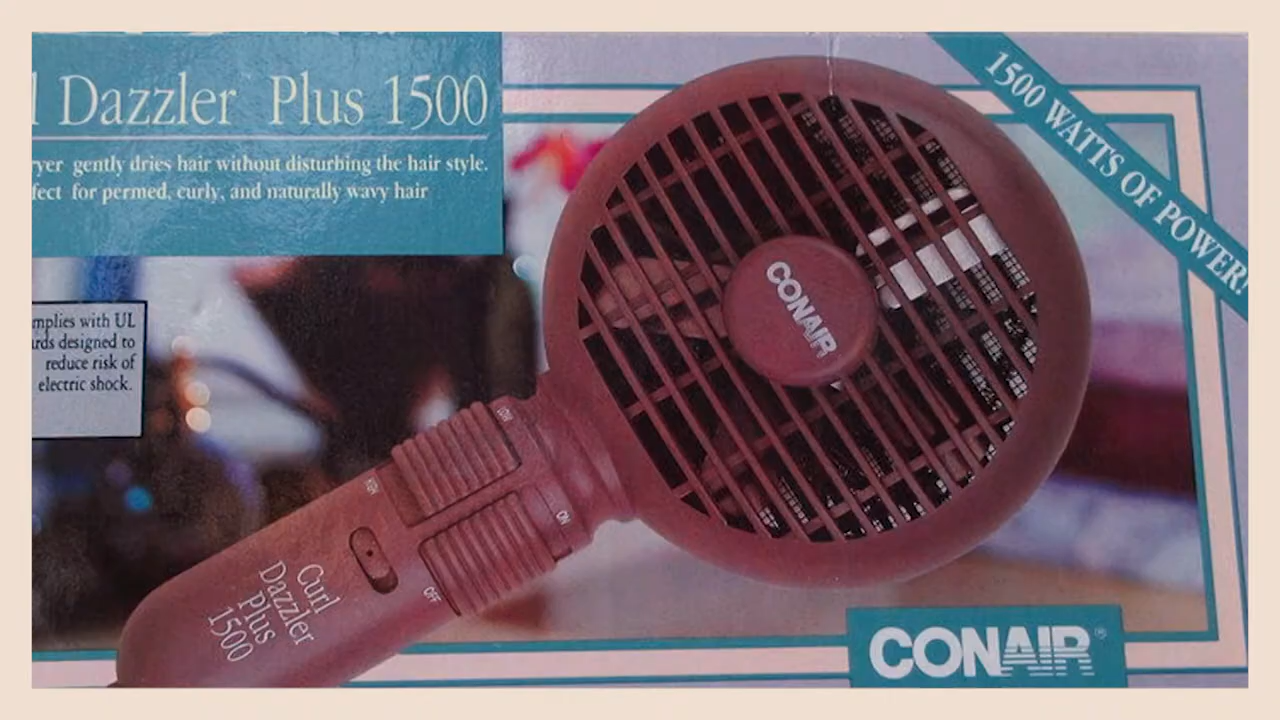 Dazzler Plus 1500
ryer gently dries hair without disturbing the hair style.
fect for permed, curly, and naturally wavy hair
mplies with UL
rds designed to
reduce risk of
electric shock.
1500 WATTS OF POWER!
CONAIR
LOW
HIGH
ON
OFF
Curl
Dazzler
Plus
1500
CONAIR®